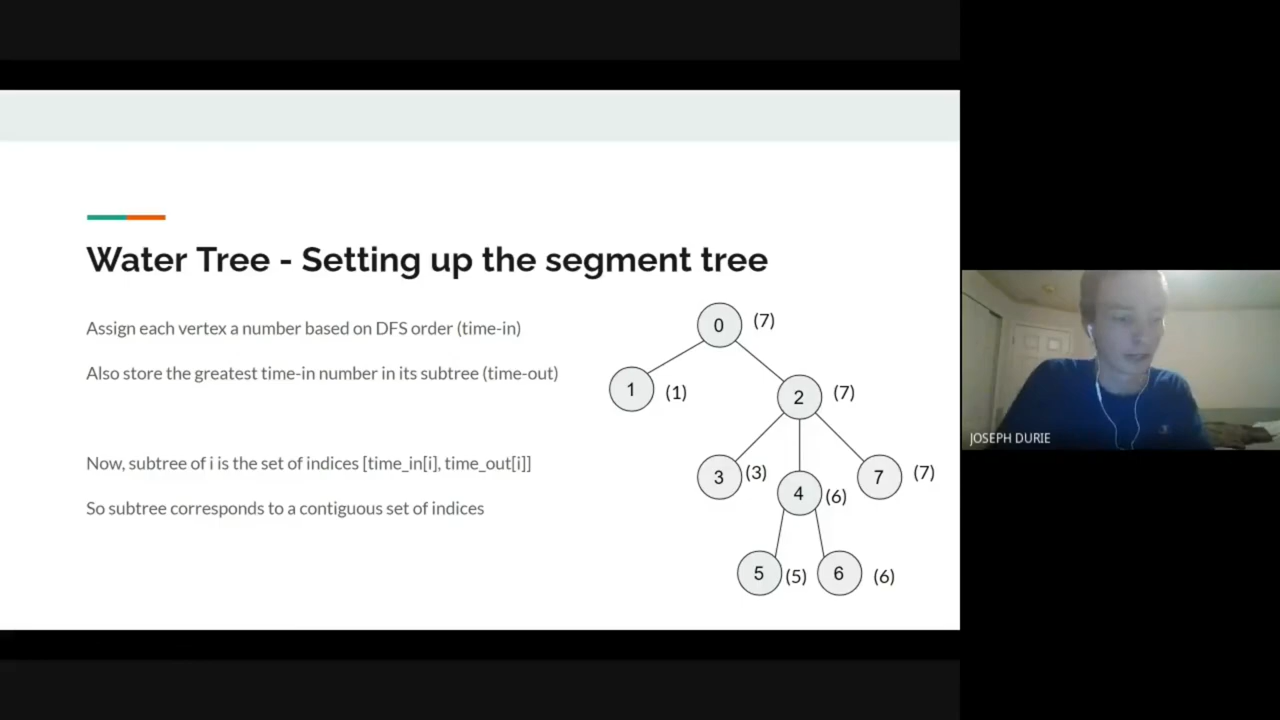 Water Tree - Setting up the segment tree
Assign each vertex a number based on DFS order (time-in)
Also store the greatest time-in number in its subtree (time-out)
Now, subtree of i is the set of indices [time_in[i], time_out[i]]
So subtree corresponds to a contiguous set of indices
0 (7)
1 (1) 2 (7)
3 (3) 4 (6) 7 (7)
5 (5) 6 (6)
JOSEPH DURIE